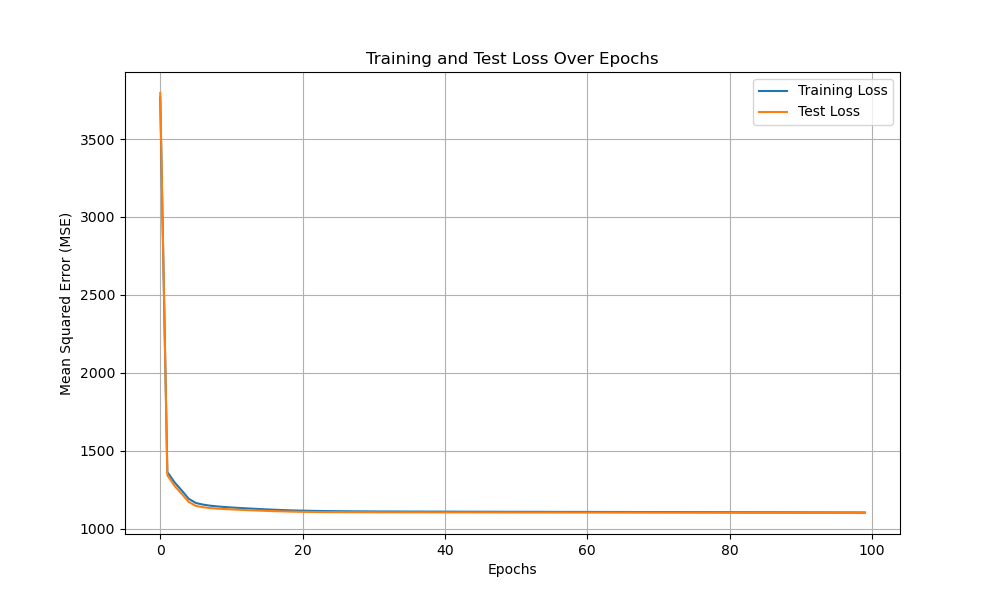 Training and Test Loss Over Epochs
Training Loss
Test Loss
Mean Squared Error (MSE)
3500
3000
2500
2000
1500
1000
0 20 40 60 80 100
Epochs